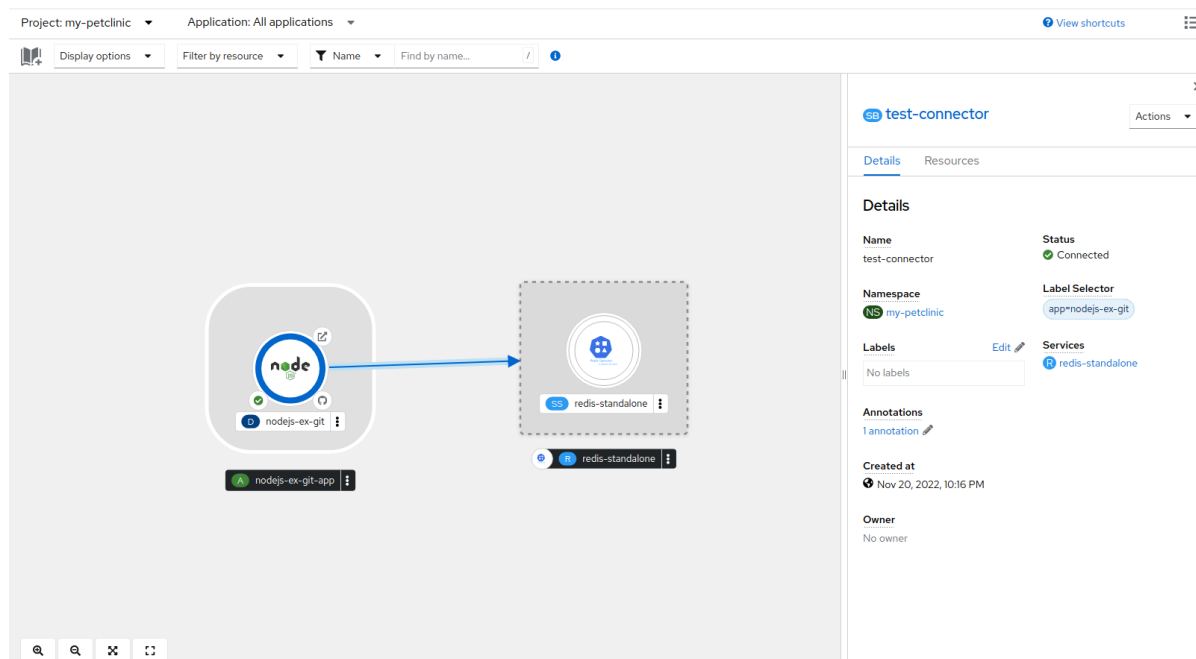 Project: my-petclinic Application: All applications View shortcuts
Display options Filter by resource Name Find by name... /
SB test-connector
Actions
Details Resources
Details
Name
test-connector
Status
Connected
Namespace
NS my-petclinic
Label Selector
app=nodejs-ex-git
Labels Edit
No labels
Services
R redis-standalone
Annotations
1 annotation
Created at
Nov 20, 2022, 10:16 PM
Owner
No owner
node
JS
D nodejs-ex-git
A nodejs-ex-git-app
SS redis-standalone
R redis-standalone